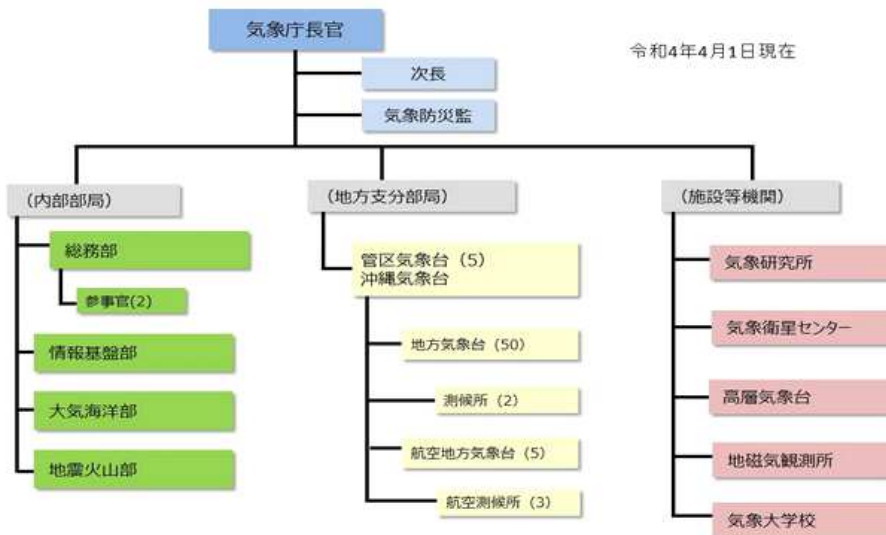 気象庁長官
令和4年4月1日現在
次長
気象防災監
（内部部局）
総務部
参事官(2)
情報基盤部
大気海洋部
地震火山部
（地方支分部局）
管区気象台（5）
沖縄気象台
地方気象台（50）
測候所（2）
航空地方気象台（5）
航空測候所（3）
（施設等機関）
気象研究所
気象衛星センター
高層気象台
地磁気観測所
気象大学校